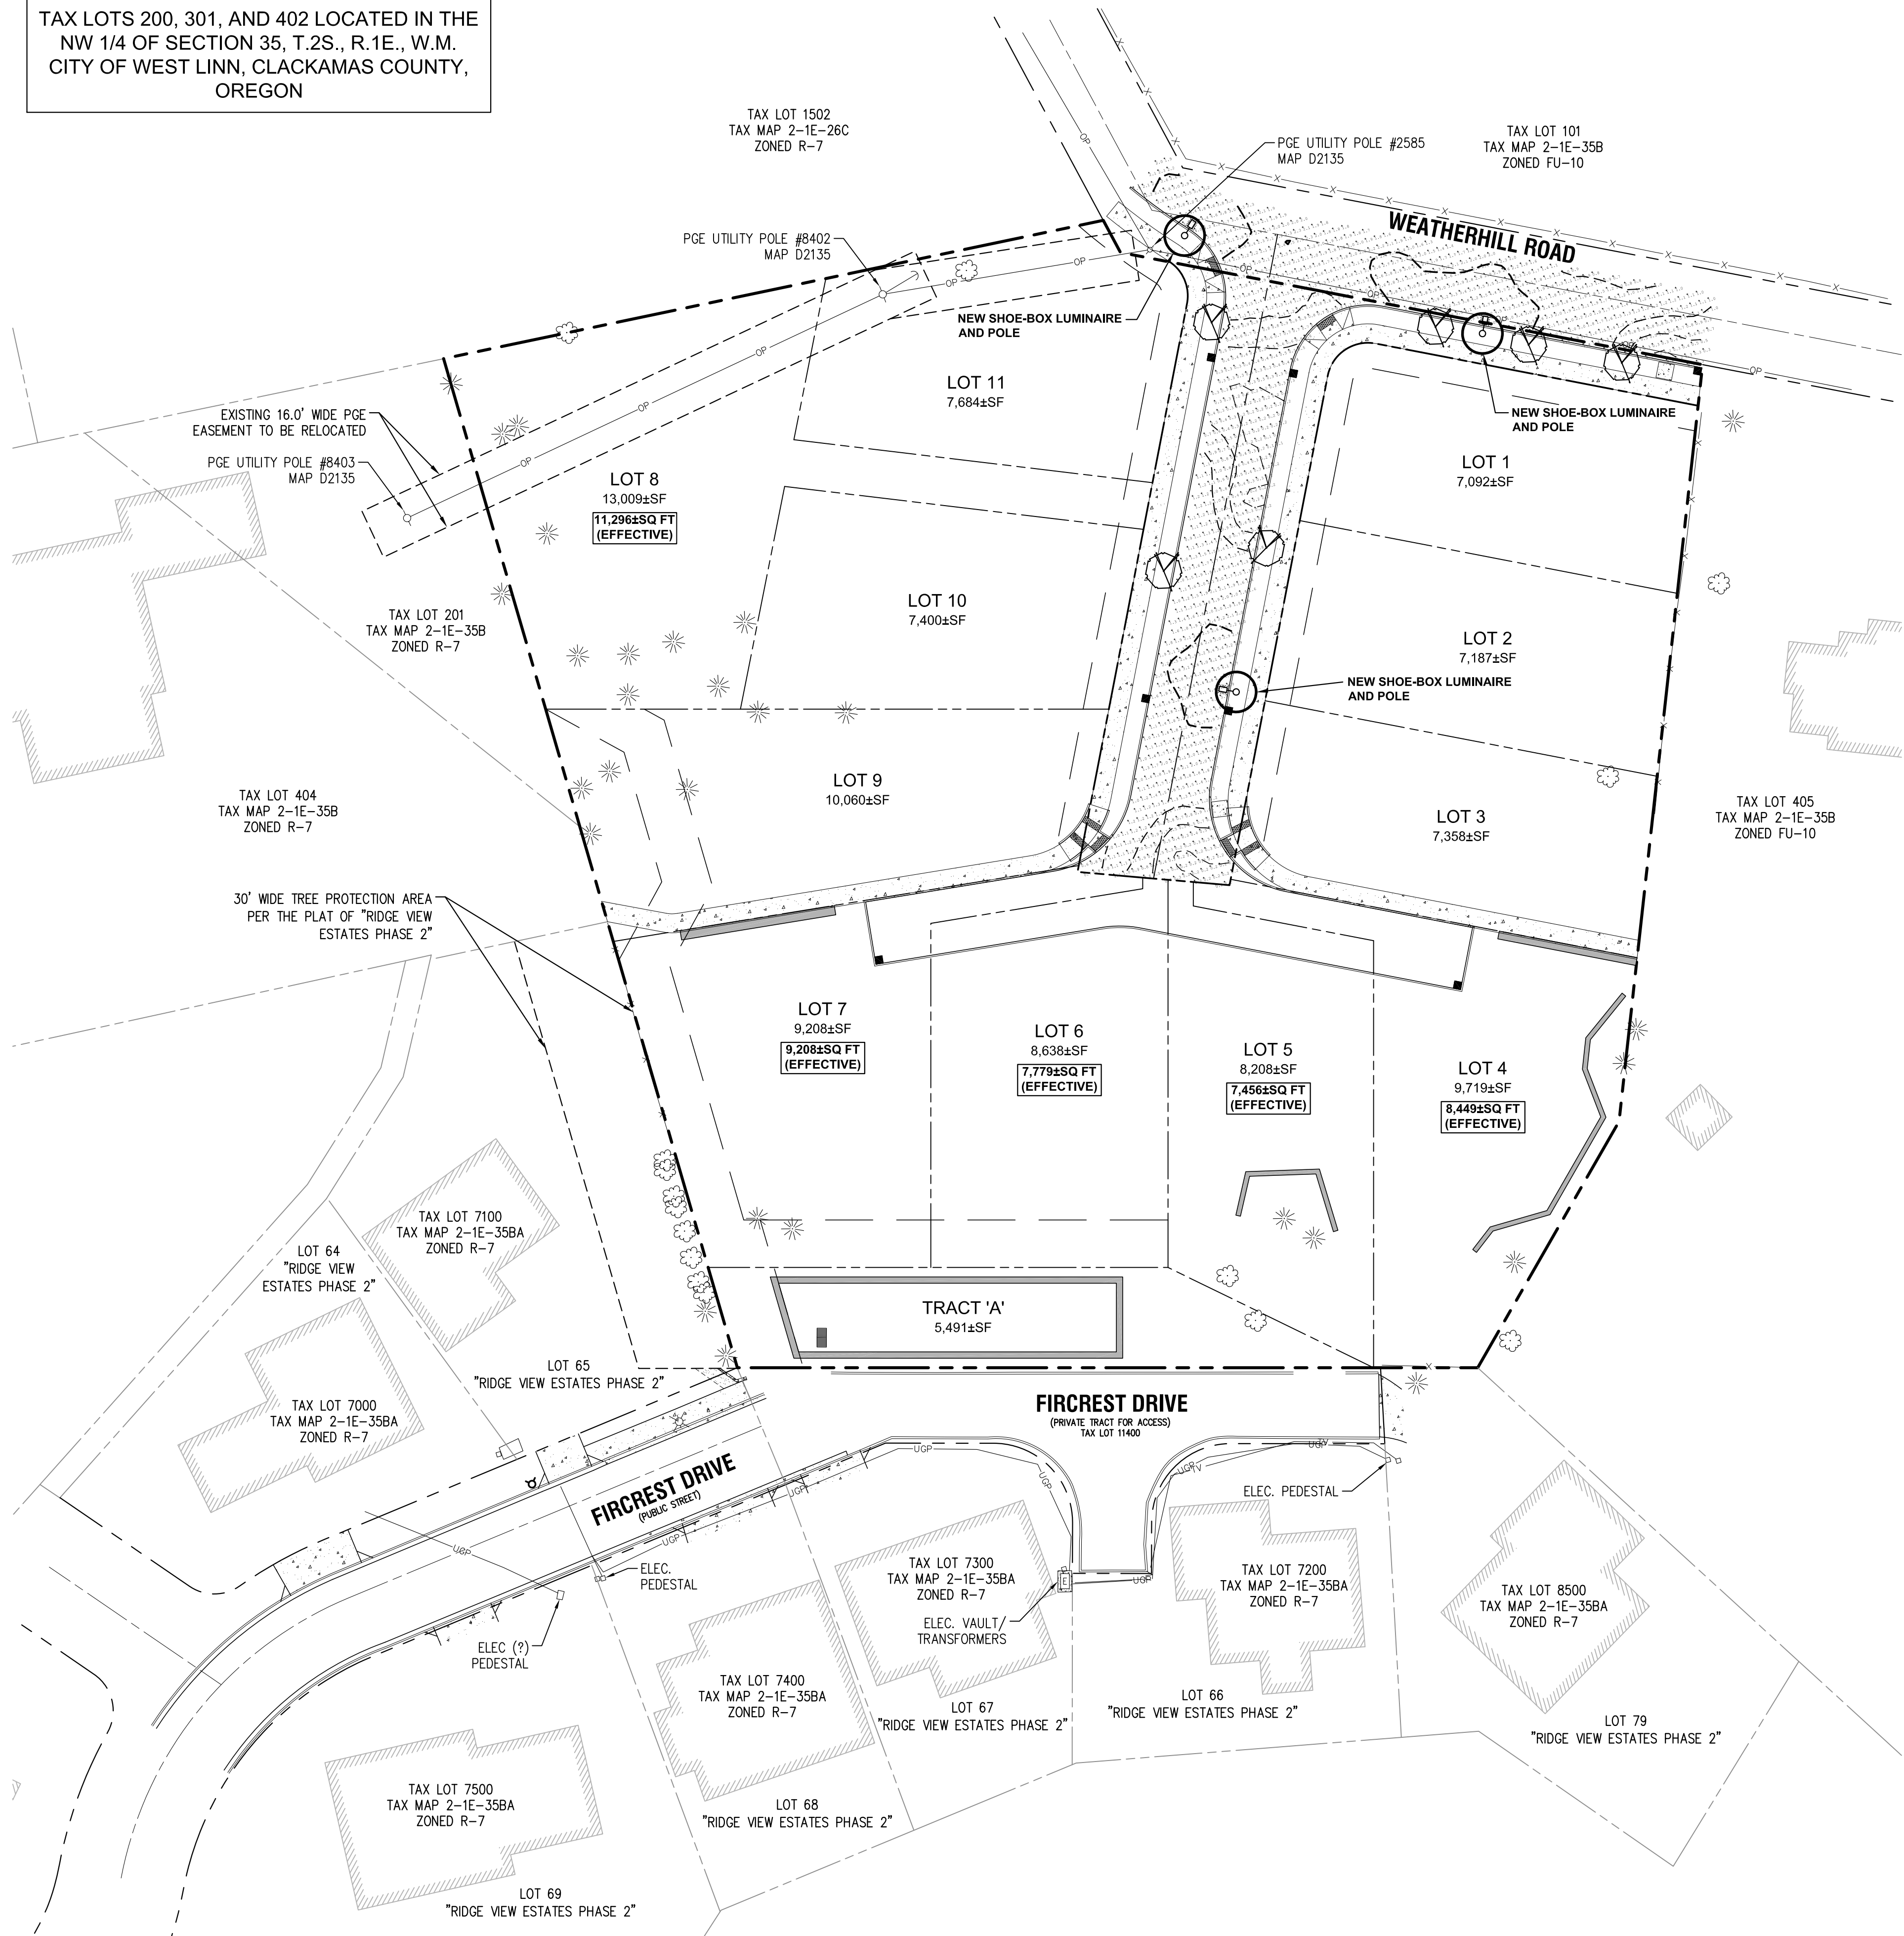 TAX LOTS 200, 301, AND 402 LOCATED IN THE
NW 1/4 OF SECTION 35, T.2S., R.1E., W.M.
CITY OF WEST LINN, CLACKAMAS COUNTY,
OREGON
TAX LOT 1502
TAX MAP 2-1E-26C
ZONED R-7
PGE UTILITY POLE #2585
MAP D2135
TAX LOT 101
TAX MAP 2-1E-35B
ZONED FU-10
WEATHERHILL ROAD
PGE UTILITY POLE #8402
MAP D2135
NEW SHOE-BOX LUMINAIRE
AND POLE
LOT 11
7,684±SF
EXISTING 16.0' WIDE PGE
EASEMENT TO BE RELOCATED
PGE UTILITY POLE #8403
MAP D2135
LOT 8
13,009±SF
11,296±SQ FT
(EFFECTIVE)
NEW SHOE-BOX LUMINAIRE
AND POLE
LOT 1
7,092±SF
TAX LOT 201
TAX MAP 2-1E-35B
ZONED R-7
LOT 10
7,400±SF
LOT 2
7,187±SF
NEW SHOE-BOX LUMINAIRE
AND POLE
TAX LOT 404
TAX MAP 2-1E-35B
ZONED R-7
LOT 9
10,060±SF
LOT 3
7,358±SF
TAX LOT 405
TAX MAP 2-1E-35B
ZONED FU-10
30' WIDE TREE PROTECTION AREA
PER THE PLAT OF "RIDGE VIEW
ESTATES PHASE 2"
LOT 7
9,208±SF
9,208±SQ FT
(EFFECTIVE)
LOT 6
8,638±SF
7,779±SQ FT
(EFFECTIVE)
LOT 5
8,208±SF
7,456±SQ FT
(EFFECTIVE)
LOT 4
9,719±SF
8,449±SQ FT
(EFFECTIVE)
TAX LOT 7100
TAX MAP 2-1E-35BA
ZONED R-7
LOT 64
"RIDGE VIEW
ESTATES PHASE 2"
TRACT 'A'
5,491±SF
LOT 65
"RIDGE VIEW ESTATES PHASE 2"
TAX LOT 7000
TAX MAP 2-1E-35BA
ZONED R-7
FIRCREST DRIVE
(PRIVATE TRACT FOR ACCESS)
TAX LOT 11400
FIRCREST DRIVE
(PUBLIC STREET)
ELEC. PEDESTAL
ELEC.
PEDESTAL
TAX LOT 7300
TAX MAP 2-1E-35BA
ZONED R-7
ELEC. VAULT/
TRANSFORMERS
TAX LOT 7200
TAX MAP 2-1E-35BA
ZONED R-7
TAX LOT 8500
TAX MAP 2-1E-35BA
ZONED R-7
ELEC (?)
PEDESTAL
TAX LOT 7400
TAX MAP 2-1E-35BA
ZONED R-7
LOT 67
"RIDGE VIEW ESTATES PHASE 2"
LOT 66
"RIDGE VIEW ESTATES PHASE 2"
LOT 79
"RIDGE VIEW ESTATES PHASE 2"
TAX LOT 7500
TAX MAP 2-1E-35BA
ZONED R-7
LOT 68
"RIDGE VIEW ESTATES PHASE 2"
LOT 69
"RIDGE VIEW ESTATES PHASE 2"
OP
OP
OP
OP
OP
OP
OP
OP
OP
UGP
UGP
UGP
UGP
UGP
UGP
UGP
TV
E